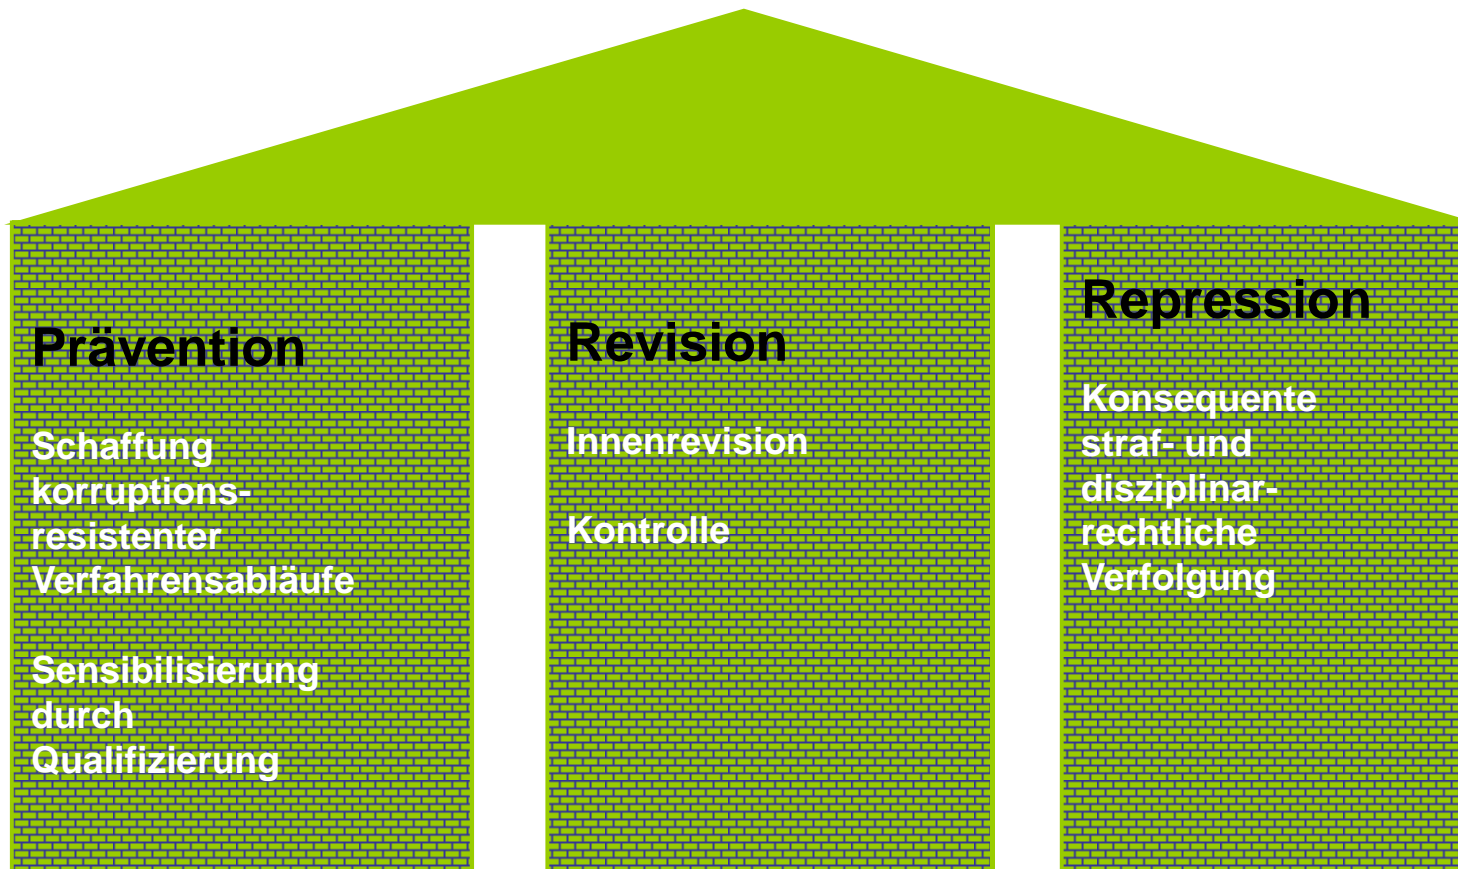 Prävention
Schaffung
korruptions-
resistenter
Verfahrensabläufe
Sensibilisierung
durch
Qualifizierung
Revision
Innenrevision
Kontrolle
Repression
Konsequente
straf- und
disziplinar-
rechtliche
Verfolgung